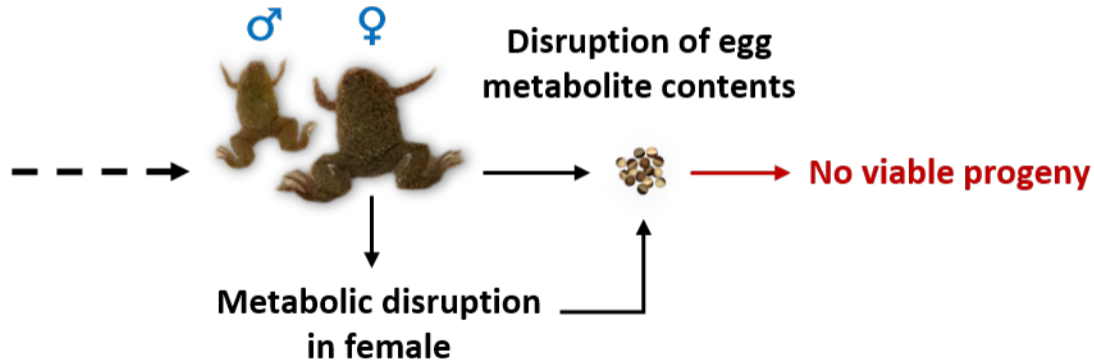 ♂ ♀
Disruption of egg
metabolite contents
No viable progeny
Metabolic disruption
in female